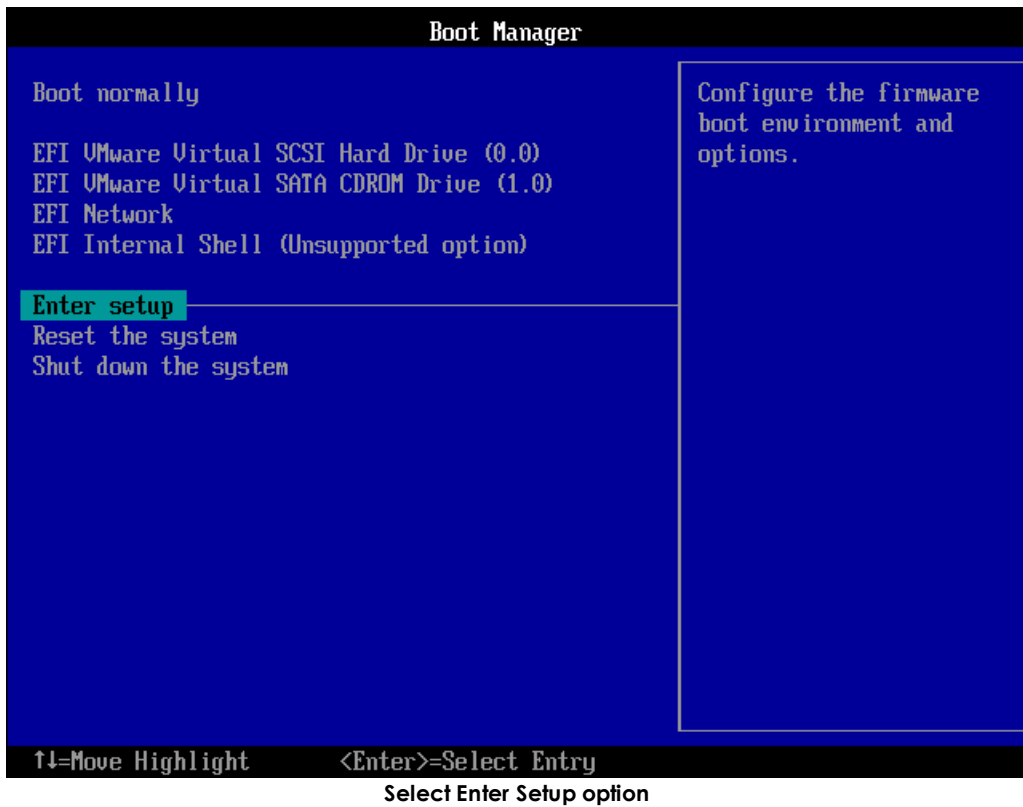 Boot Manager
Boot normally
EFI VMware Virtual SCSI Hard Drive (0.0)
EFI VMware Virtual SATA CDROM Drive (1.0)
EFI Network
EFI Internal Shell (Unsupported option)
Enter setup
Reset the system
Shut down the system
Configure the firmware
boot environment and
options.
↑↓=Move Highlight <Enter>=Select Entry
Select Enter Setup option